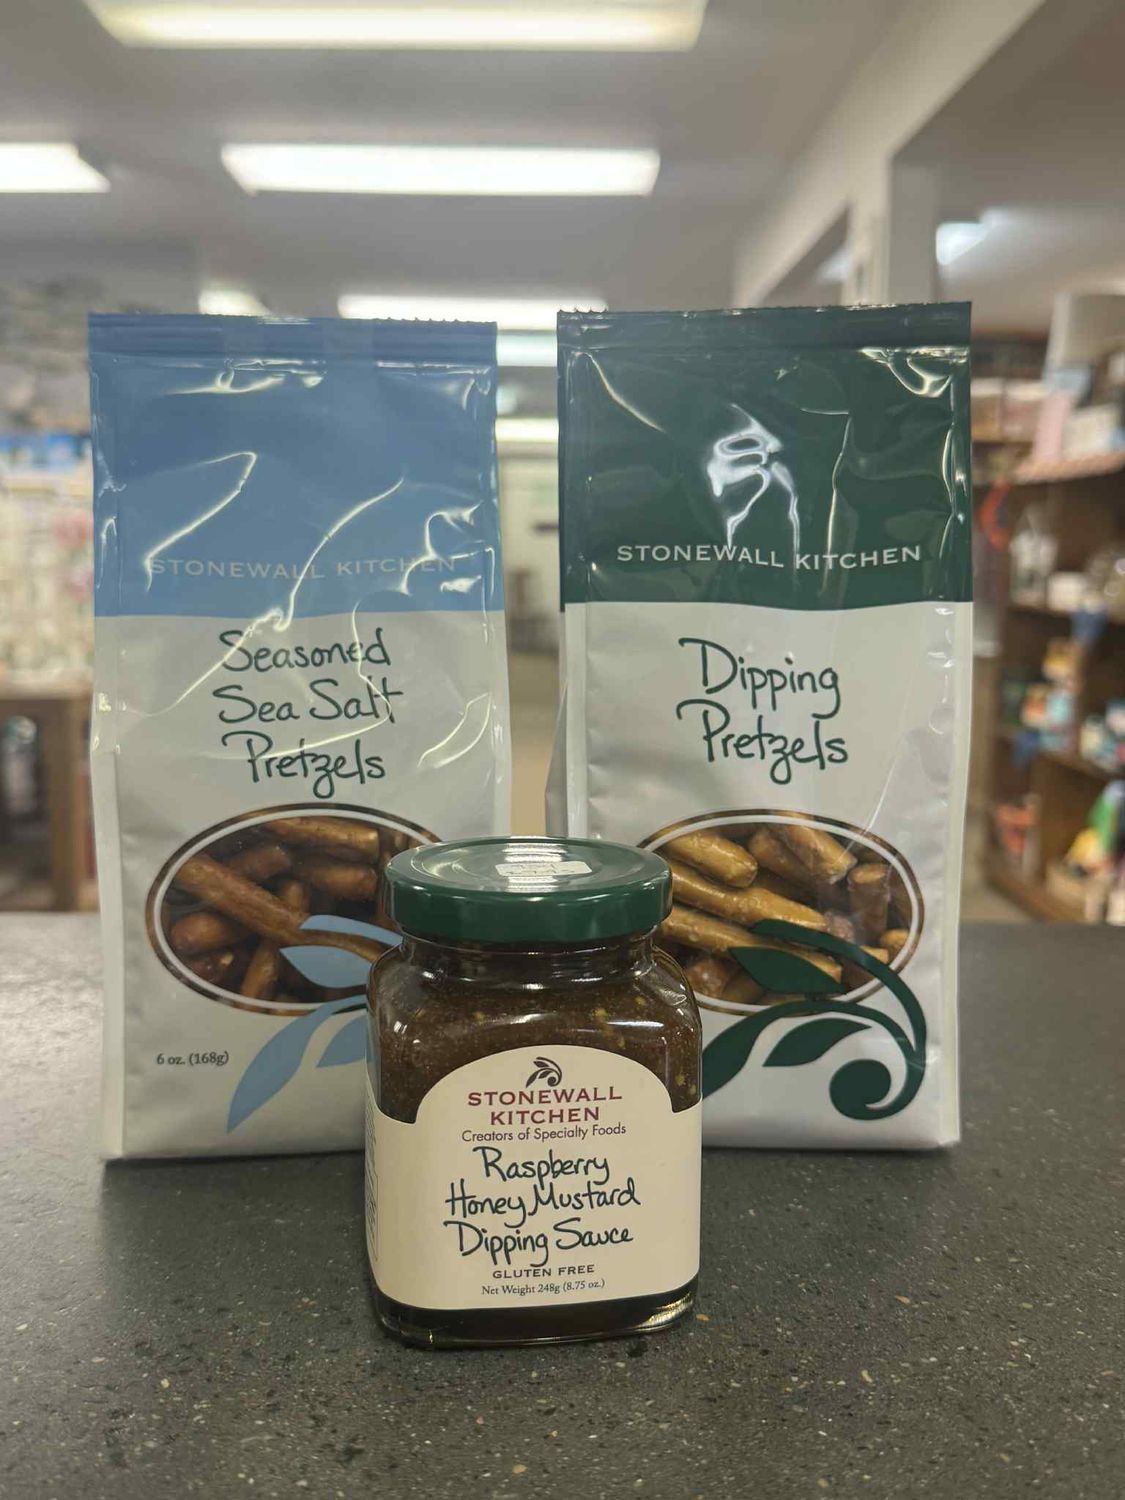 STONEWALL KITCHEN
Seasoned
Sea Salt
Pretzels
6 oz. (168g)
STONEWALL KITCHEN
Dipping
Pretzels
STONEWALL
KITCHEN
Creators of Specialty Foods
Raspberry
Honey Mustard
Dipping Sauce
GLUTEN FREE
Net Weight 248g (8.75 oz.)